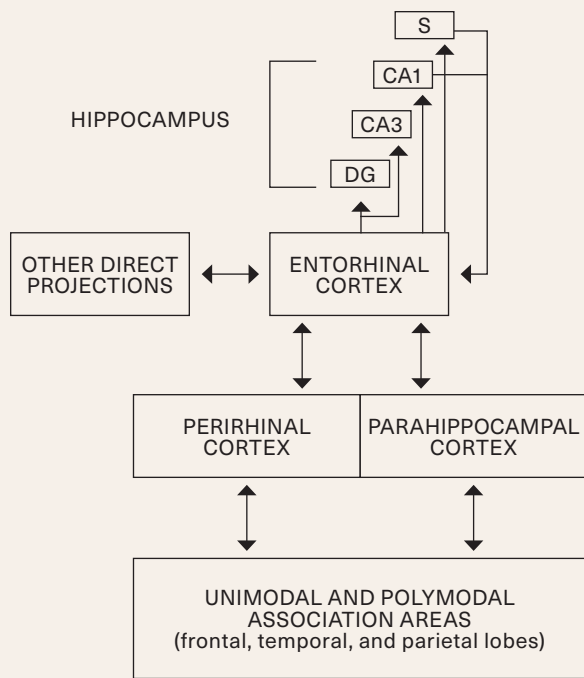 S
CA1
HIPPOCAMPUS
CA3
DG
OTHER DIRECT
PROJECTIONS
ENTORHINAL
CORTEX
PERIRHINAL
CORTEX
PARAHIPPOCAMPAL
CORTEX
UNIMODAL AND POLYMODAL
ASSOCIATION AREAS
(frontal, temporal, and parietal lobes)